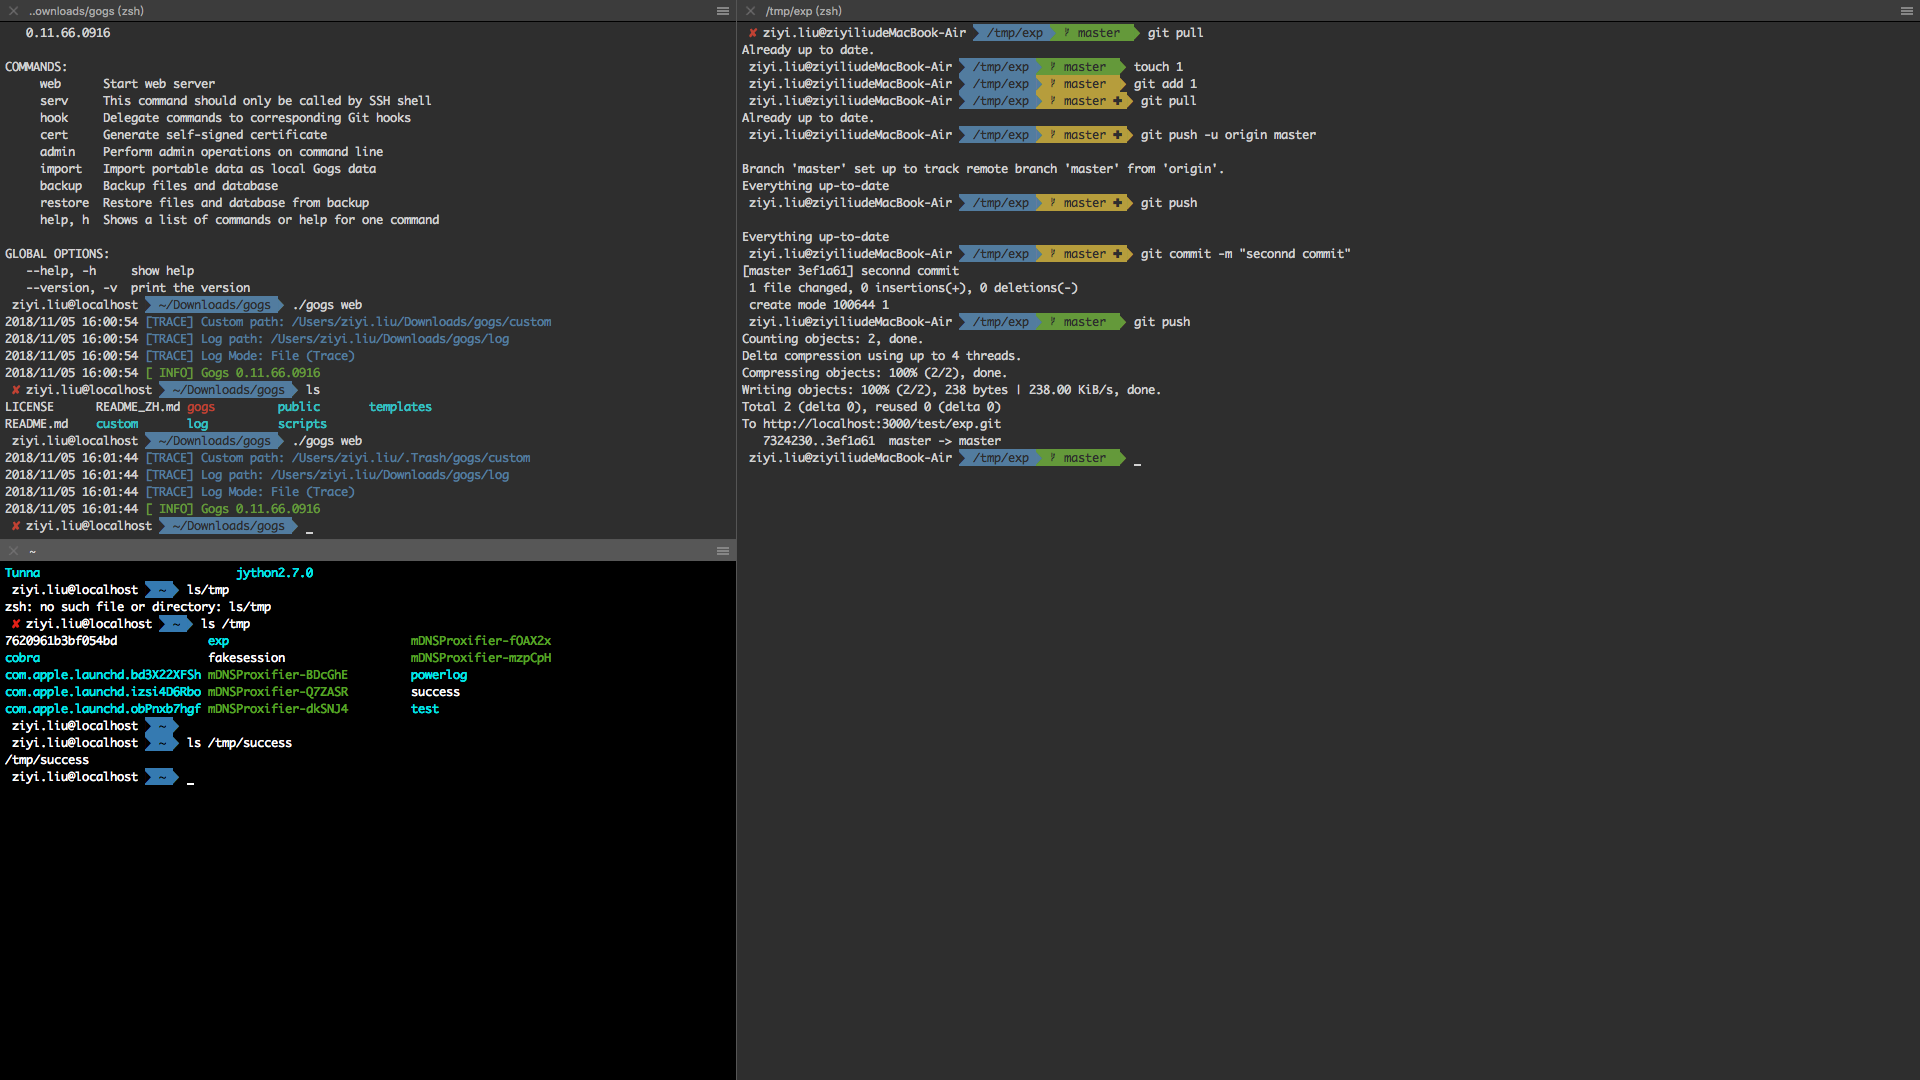 ..ownloads/gogs (zsh)
0.11.66.0916
COMMANDS:
web Start web server
serv This command should only be called by SSH shell
hook Delegate commands to corresponding Git hooks
cert Generate self-signed certificate
admin Perform admin operations on command line
import Import portable data as local Gogs data
backup Backup files and database
restore Restore files and database from backup
help, h Shows a list of commands or help for one command
GLOBAL OPTIONS:
--help, -h show help
--version, -v print the version
ziyi.liu@localhost ~/Downloads/gogs ./gogs web
2018/11/05 16:00:54 [TRACE] Custom path: /Users/ziyi.liu/Downloads/gogs/custom
2018/11/05 16:00:54 [TRACE] Log path: /Users/ziyi.liu/Downloads/gogs/log
2018/11/05 16:00:54 [TRACE] Log Mode: File (Trace)
2018/11/05 16:00:54 [ INFO] Gogs 0.11.66.0916
✘ ziyi.liu@localhost ~/Downloads/gogs ls
LICENSE README_ZH.md gogs public templates
README.md custom log scripts
ziyi.liu@localhost ~/Downloads/gogs ./gogs web
2018/11/05 16:01:44 [TRACE] Custom path: /Users/ziyi.liu/.Trash/gogs/custom
2018/11/05 16:01:44 [TRACE] Log path: /Users/ziyi.liu/Downloads/gogs/log
2018/11/05 16:01:44 [TRACE] Log Mode: File (Trace)
2018/11/05 16:01:44 [ INFO] Gogs 0.11.66.0916
✘ ziyi.liu@localhost ~/Downloads/gogs _
~
Tunna jython2.7.0
ziyi.liu@localhost ~ ls/tmp
zsh: no such file or directory: ls/tmp
✘ ziyi.liu@localhost ~ ls /tmp
7620961b3bf054bd exp mDNSProxifier-fOAX2x
cobra fakesession mDNSProxifier-mzpCpH
com.apple.launchd.bd3X22XFSh mDNSProxifier-BDcGhE powerlog
com.apple.launchd.izsi4D6Rbo mDNSProxifier-Q7ZASR success
com.apple.launchd.obPnxb7hgf mDNSProxifier-dkSNJ4 test
ziyi.liu@localhost ~
ziyi.liu@localhost ~ ls /tmp/success
/tmp/success
ziyi.liu@localhost ~ _
/tmp/exp (zsh)
✘ ziyi.liu@ziyiliudeMacBook-Air /tmp/exp master git pull
Already up to date.
ziyi.liu@ziyiliudeMacBook-Air /tmp/exp master touch 1
ziyi.liu@ziyiliudeMacBook-Air /tmp/exp master git add 1
ziyi.liu@ziyiliudeMacBook-Air /tmp/exp master ✚ git pull
Already up to date.
ziyi.liu@ziyiliudeMacBook-Air /tmp/exp master ✚ git push -u origin master
Branch 'master' set up to track remote branch 'master' from 'origin'.
Everything up-to-date
ziyi.liu@ziyiliudeMacBook-Air /tmp/exp master ✚ git push
Everything up-to-date
ziyi.liu@ziyiliudeMacBook-Air /tmp/exp master ✚ git commit -m "seconnd commit"
[master 3ef1a61] seconnd commit
1 file changed, 0 insertions(+), 0 deletions(-)
create mode 100644 1
ziyi.liu@ziyiliudeMacBook-Air /tmp/exp master git push
Counting objects: 2, done.
Delta compression using up to 4 threads.
Compressing objects: 100% (2/2), done.
Writing objects: 100% (2/2), 238 bytes | 238.00 KiB/s, done.
Total 2 (delta 0), reused 0 (delta 0)
To http://localhost:3000/test/exp.git
7324230..3ef1a61 master -> master
ziyi.liu@ziyiliudeMacBook-Air /tmp/exp master _